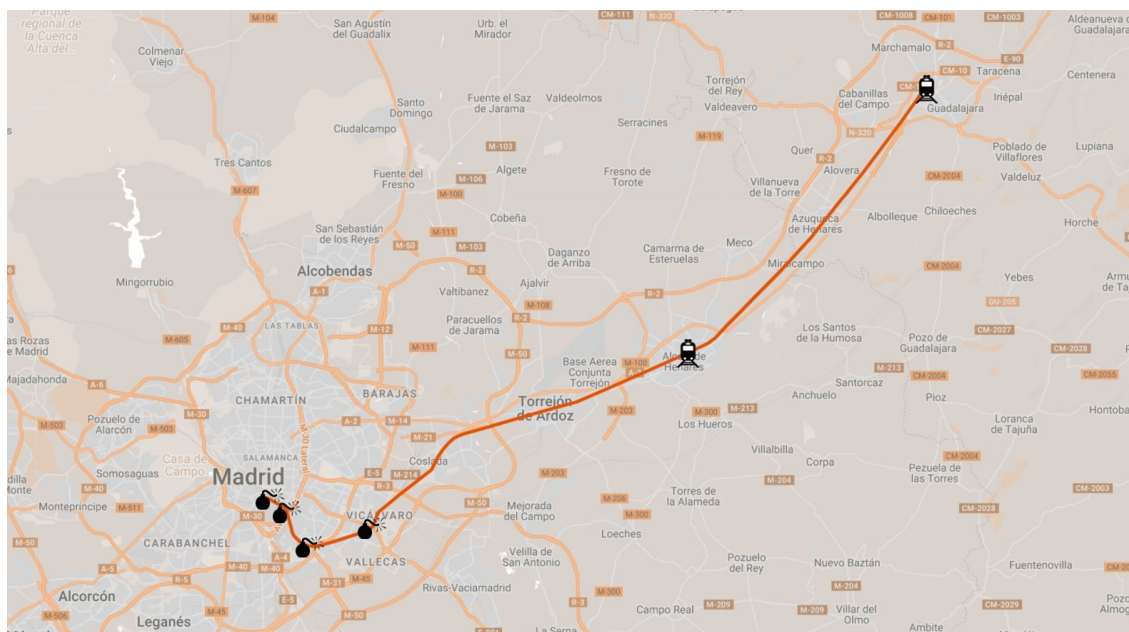 M-104
CM-111
N-320
CM-1008
CM-101
CM-1003
Parque
regional de
la Cuenca
Alta del...
San Agustín
del Guadalix
Urb. el
Mirador
Aldeanueva de
Guadalajara
Colmenar
Viejo
Marchamalo
R-2
E-90
CM-10
Taracena
Centenera
Torrejón
del Rey
Cabanillas
del Campo
Iriépal
Guadalajara
Santo
Domingo
Fuente el Saz
de Jarama
Valdeolmos
Valdeavero
Ciudalcampo
Serracines
M-119
N-320
M-103
Quer
R-2
Poblado de
Villaflores
Lupiana
Tres Cantos
Fuente del
Fresno
M-106
Algete
Fresno de
Torote
Alovera
CM-2004
Valdeluz
M-607
M-100
Villanueva
de la Torre
San Sebastián
de los Reyes
M-111
Cobeña
Azuqueca
de Henares
Albolleque
Chiloeches
Horche
M-50
M-103
Daganzo
de Arriba
Camarma de
Esteruelas
Meco
Alcobendas
R-2
Miralcampo
CM-2004
Mingorrubio
A-1
Valtibanez
Ajalvir
R-2
Yebes
M-108
GU-205
M-40
LAS TABLAS
M-12
Paracuellos
de Jarama
R-2
Los Santos
de la Humosa
Pozo de
Guadalajara
CM-2027
M-605
M-111
M-50
Base Aerea
Conjunta
Torrejón
M-100
Henares
CM-2028
Majadahonda
A-6
M-213
CM-2004
CM-2055
CHAMARTÍN
BARAJAS
Santorcaz
M-30
Torrejón
de Ardoz
M-203
M-300
M-213
Anchuelo
Pioz
M-503
Pozuelo de
Alarcón
M-503
A-2
M-14
M-21
Los Hueros
Loranca
de Tajuña
M-30 Lateral
Casa de
Campo
SALAMANCA
Coslada
Villalbilla
Corpa
CM-2004
Somosaguas
Madrid
E-5
M-214
M-203
M-204
Pezuela de
las Torres
M-40
R-3
CM-2003
Monteprincipe
M-511
M-30
VICÁLVARO
M-50
Mejorada
del Campo
M-206
Torres de
la Alameda
CM-2028
M-300
M-50
CARABANCHEL
A-4
Loeches
VALLECAS
Velilla de
San Antonio
Pozuelo
del Rey
Nuevo Baztán
Fuentenovilla
A-5
R-5
M-40
M-40
M-31
M-45
Rivas-Vaciamadrid
M-204
Alcorcón
E-5
R-3
M-300
M-45
M-50
Campo Real
M-209
M-209
Villar del
Olmo
CM-2029
M-506
Leganés
La Serna
Ambite